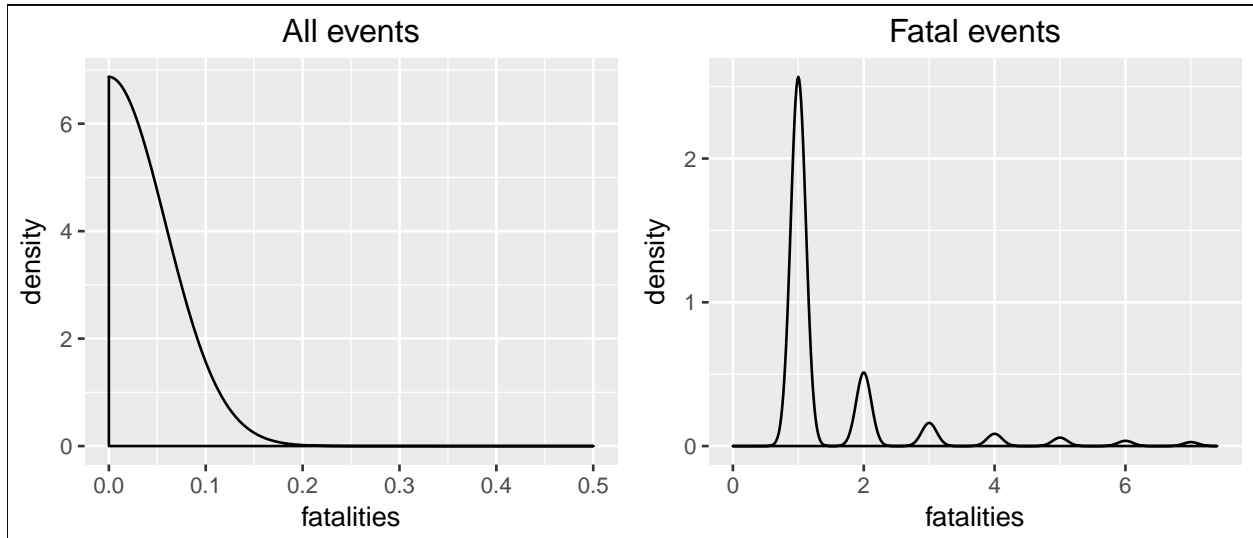 All events
density
6
4
2
0
0.0 0.1 0.2 0.3 0.4 0.5
fatalities
Fatal events
density
2
1
0
0 2 4 6
fatalities